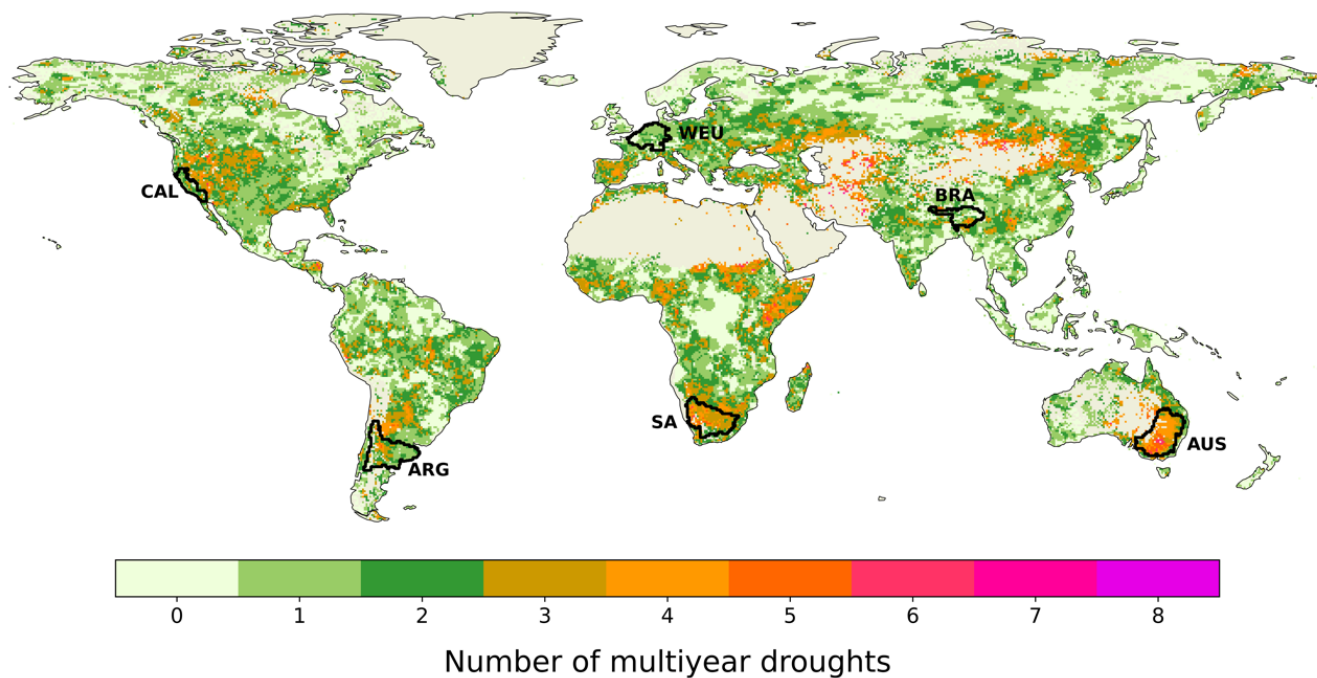 WEU
CAL
BRA
SA
ARG
AUS
0 1 2 3 4 5 6 7 8
Number of multiyear droughts